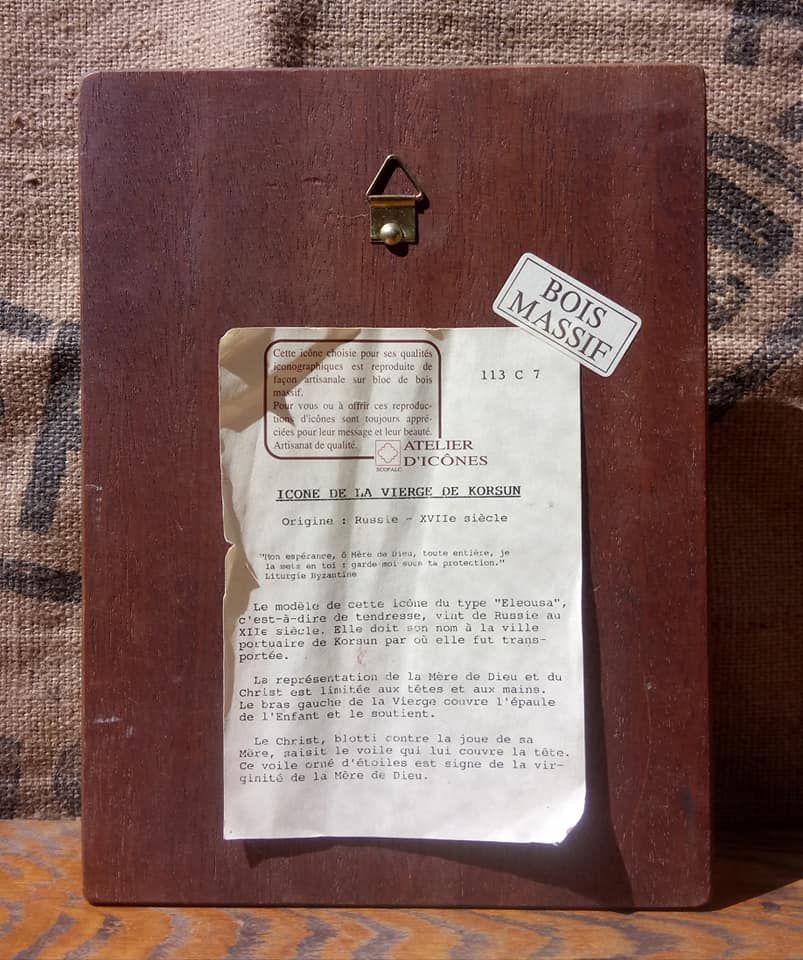 BOIS
MASSIF
Cette icône choisie pour ses qualités
iconographiques est reproduite de
façon artisanale sur bloc de bois
massif.
Pour vous ou à offrir ces reproduc-
tions d'icônes sont toujours appré-
ciées pour leur message et leur beauté.
Artisanat de qualité.
113 C 7
SCOFALC
ATELIER
D'ICÔNES
ICONE DE LA VIERGE DE KORSUN
Origine : Russie - XVIIe siècle
"Mon espérance, ô Mère de Dieu, toute entière, je
la mets en toi : garde-moi sous ta protection."
Liturgie Byzantine
Le modèle de cette icône du type "Eleousa",
c'est-à-dire de tendresse, vint de Russie au
XIIe siècle. Elle doit son nom à la ville
portuaire de Korsun par où elle fut trans-
portée.
La représentation de la Mère de Dieu et du
Christ est limitée aux têtes et aux mains.
Le bras gauche de la Vierge couvre l'épaule
de l'Enfant et le soutient.
Le Christ, blotti contre la joue de sa
Mère, saisit le voile qui lui couvre la tête.
Ce voile orné d'étoiles est signe de la vir-
ginité de la Mère de Dieu.